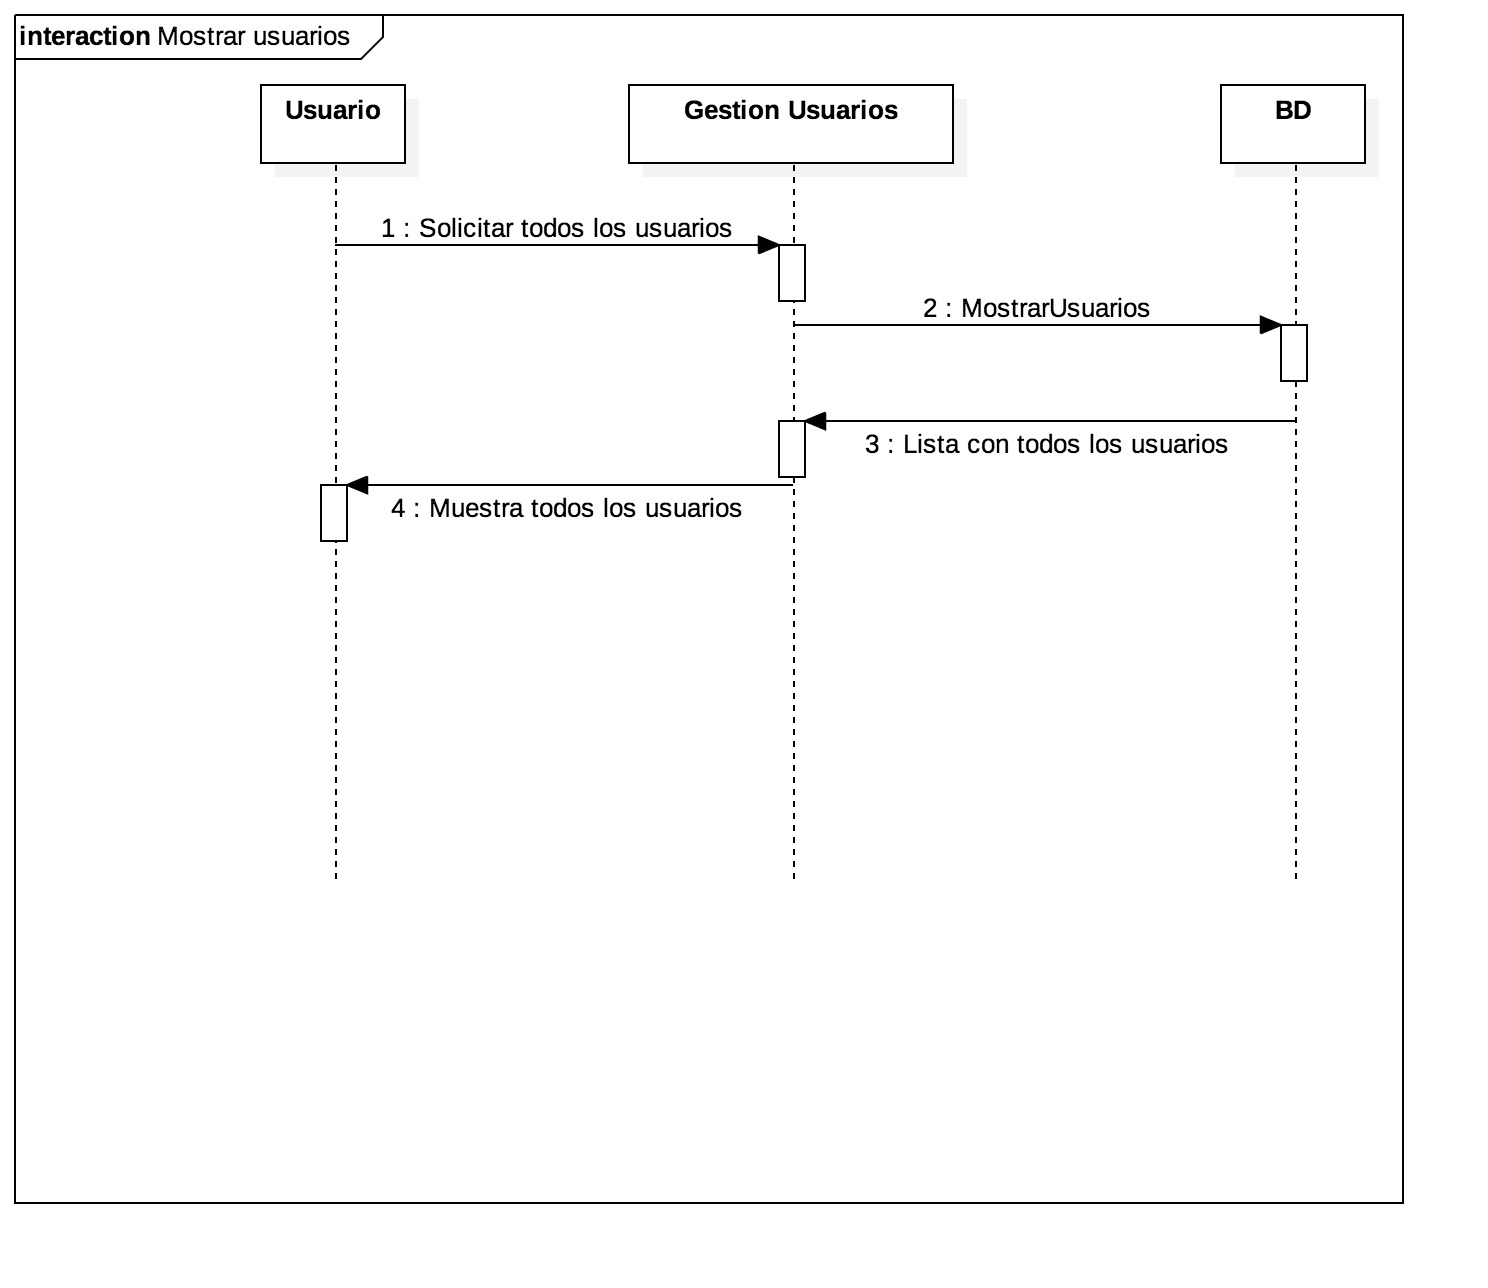 interaction Mostrar usuarios
Usuario
Gestion Usuarios
BD
1 : Solicitar todos los usuarios
2 : MostrarUsuarios
3 : Lista con todos los usuarios
4 : Muestra todos los usuarios